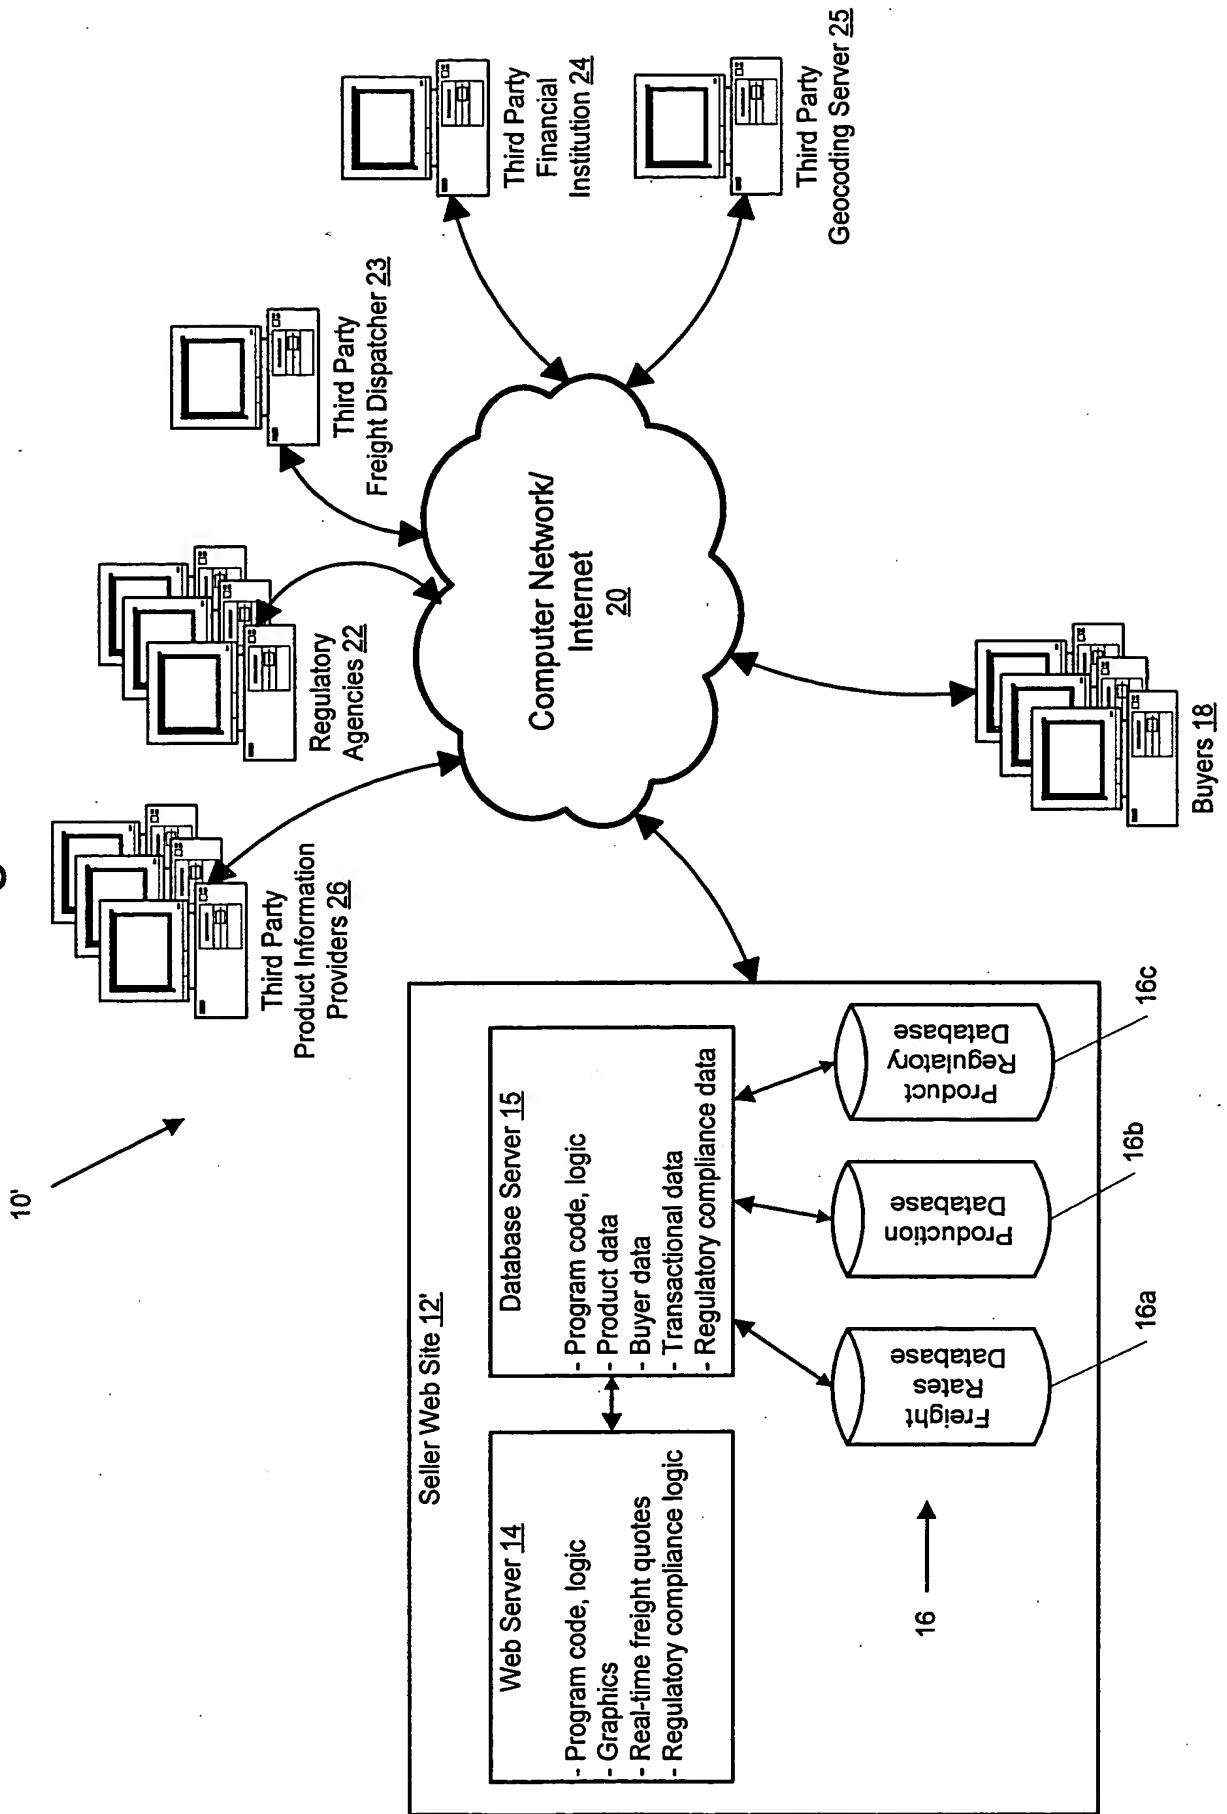 10'
Third Party
Product Information
Providers 26
Regulatory
Agencies 22
Third Party
Freight Dispatcher 23
Third Party
Financial
Institution 24
Third Party
Geocoding Server 25
Computer Network/
Internet
20
Buyers 18
Seller Web Site 12'
Web Server 14
- Program code, logic
- Graphics
- Real-time freight quotes
- Regulatory compliance logic
Database Server 15
- Program code, logic
- Product data
- Buyer data
- Transactional data
- Regulatory compliance data
16
Freight
Rates
Database
16a
Production
Database
16b
Product
Regulatory
Database
16c